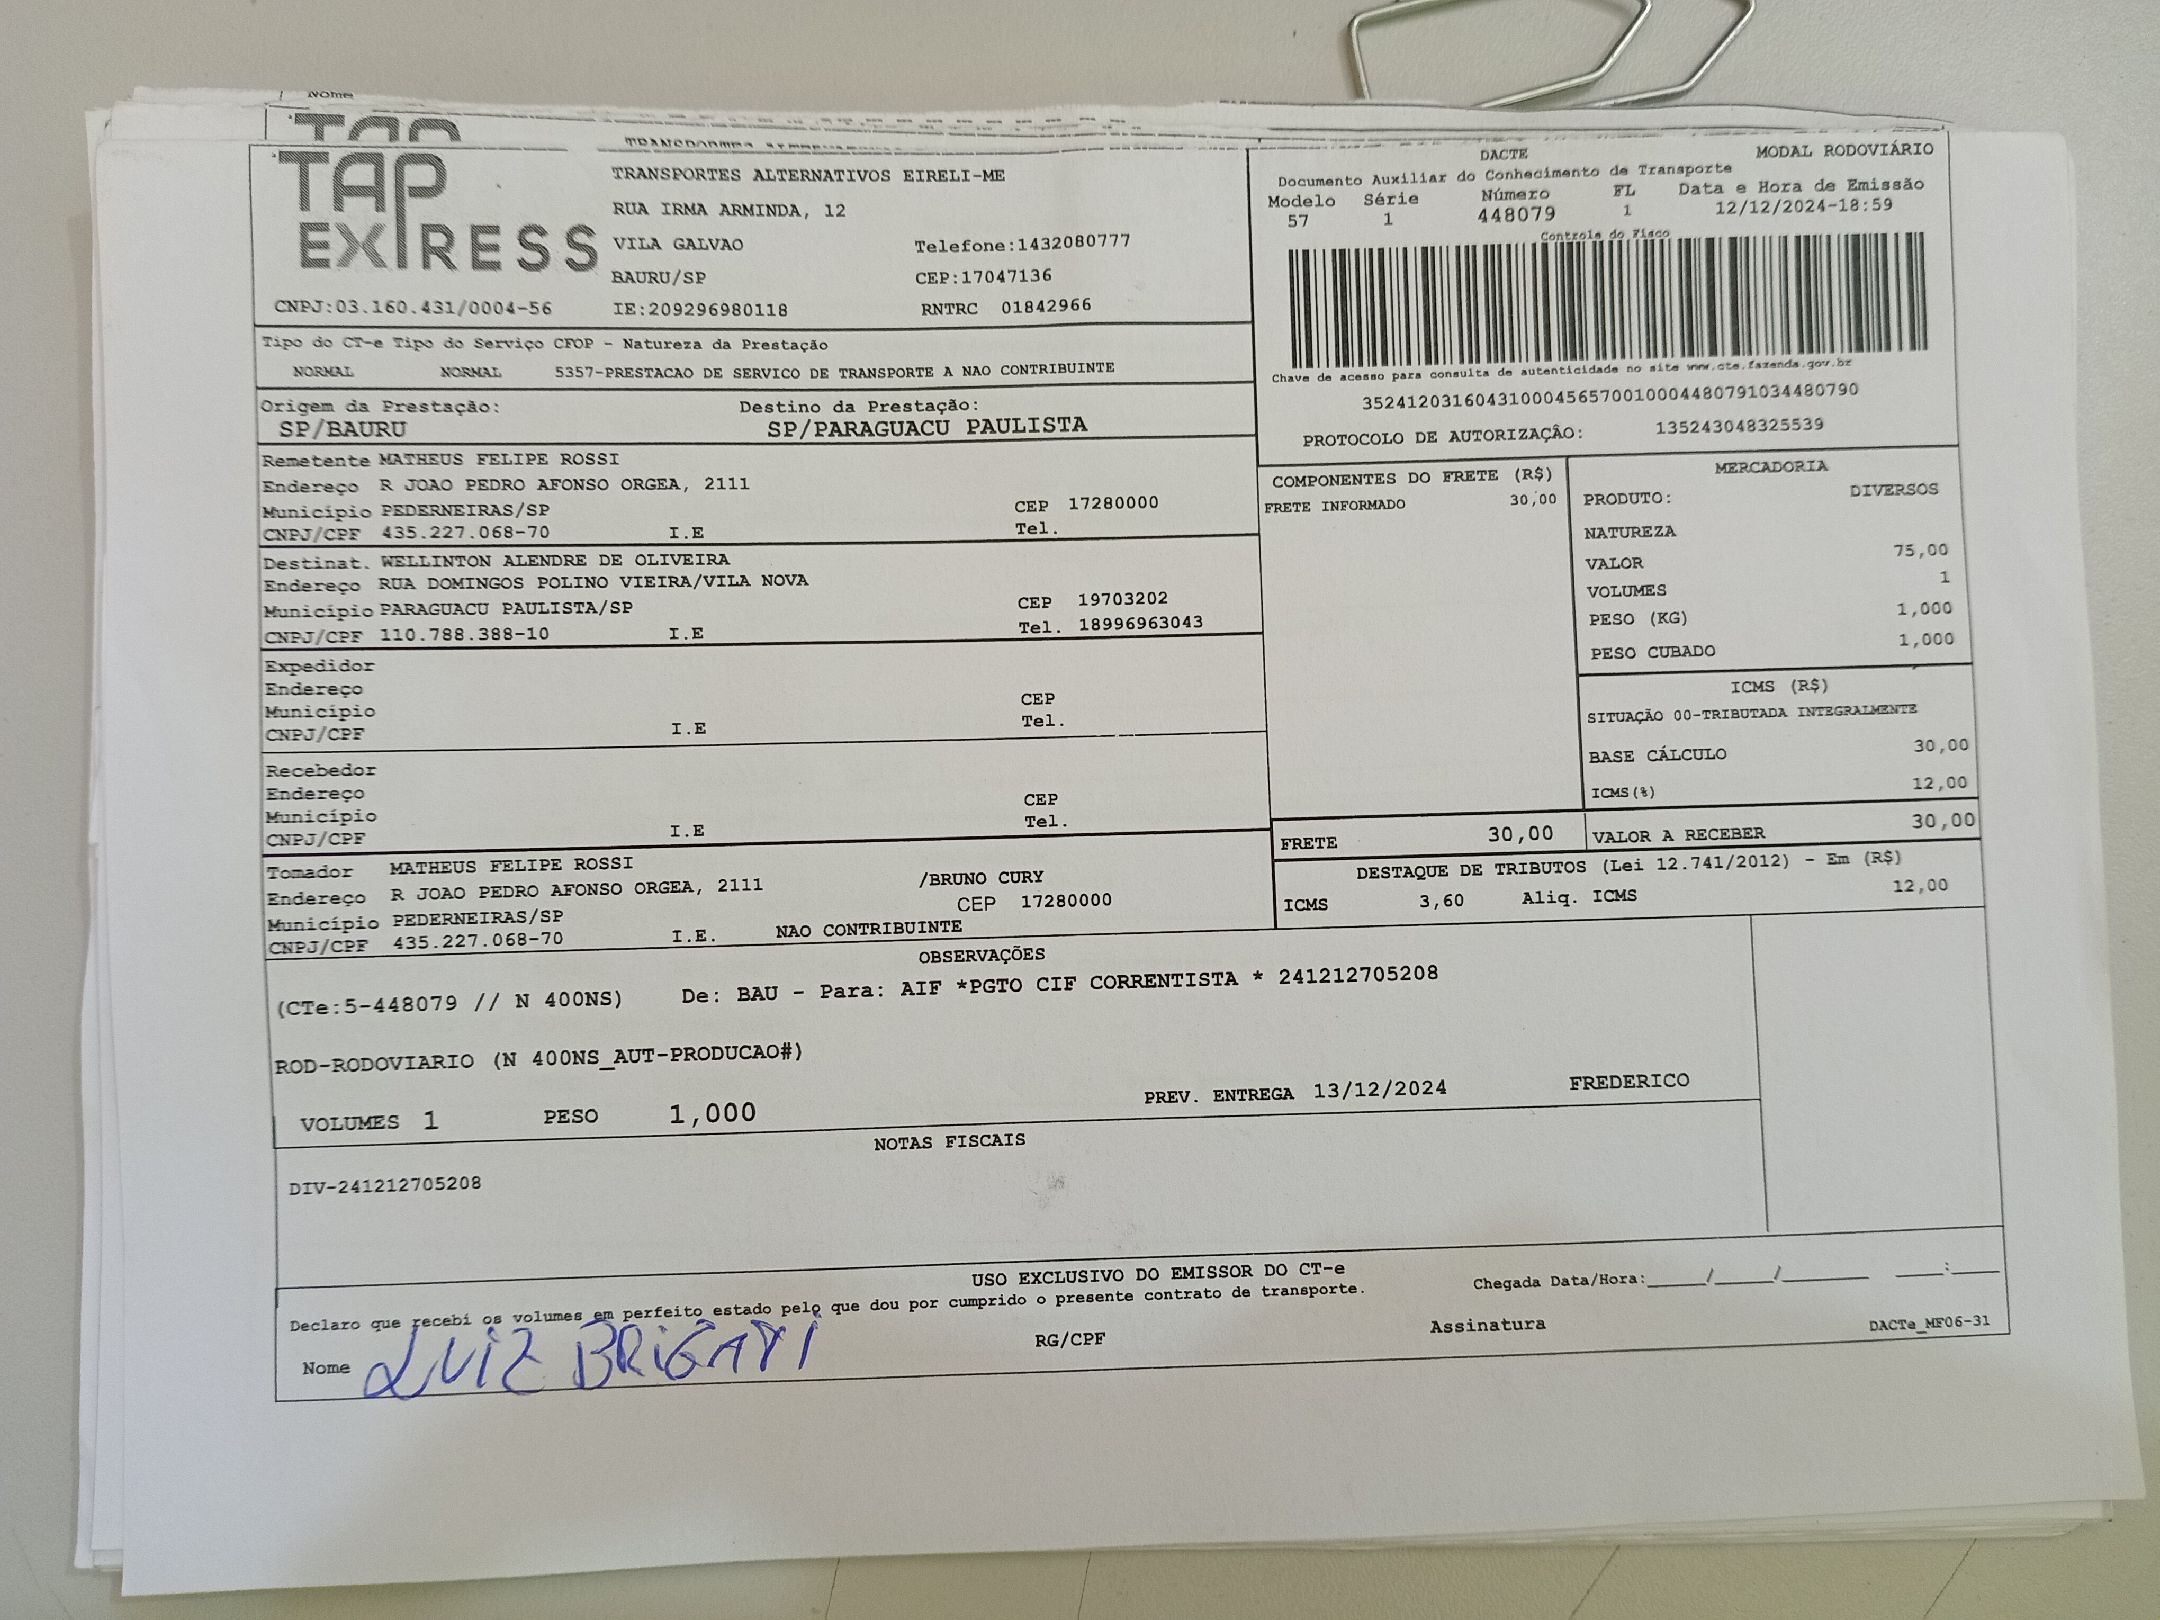 Nome
TAP
TAP
EXPRESS
CNPJ:03.160.431/0004-56
TRANSPORTES ALTERNATIVOS EIRELI-ME
RUA IRMA ARMINDA, 12
VILA GALVAO Telefone:1432080777
BAURU/SP CEP:17047136
IE:209296980118 RNTRC 01842966
DACTE MODAL RODOVIÁRIO
Documento Auxiliar do Conhecimento de Transporte
Modelo Série Número FL Data e Hora de Emissão
57 1 448079 1 12/12/2024-18:59
Controle do Fisco
Chave de acesso para consulta de autenticidade no site www.cte.fazenda.gov.br
35241203160431000456570010004480791034480790
PROTOCOLO DE AUTORIZAÇÃO: 135243048325539
Tipo do CT-e Tipo do Serviço CFOP - Natureza da Prestação
NORMAL NORMAL 5357-PRESTACAO DE SERVICO DE TRANSPORTE A NAO CONTRIBUINTE
Origem da Prestação: Destino da Prestação:
SP/BAURU SP/PARAGUACU PAULISTA
Remetente MATHEUS FELIPE ROSSI
Endereço R JOAO PEDRO AFONSO ORGEA, 2111
Município PEDERNEIRAS/SP CEP 17280000
CNPJ/CPF 435.227.068-70 I.E Tel.
Destinat. WELLINTON ALENDRE DE OLIVEIRA
Endereço RUA DOMINGOS POLINO VIEIRA/VILA NOVA
Município PARAGUACU PAULISTA/SP CEP 19703202
CNPJ/CPF 110.788.388-10 I.E Tel. 18996963043
Expedidor
Endereço
Município CEP
CNPJ/CPF I.E Tel.
Recebedor
Endereço
Município CEP
CNPJ/CPF I.E Tel.
Tomador MATHEUS FELIPE ROSSI
Endereço R JOAO PEDRO AFONSO ORGEA, 2111 /BRUNO CURY
Município PEDERNEIRAS/SP CEP 17280000
CNPJ/CPF 435.227.068-70 I.E. NAO CONTRIBUINTE
COMPONENTES DO FRETE (R$)
FRETE INFORMADO 30,00
MERCADORIA
PRODUTO: DIVERSOS
NATUREZA
VALOR 75,00
VOLUMES 1
PESO (KG) 1,000
PESO CUBADO 1,000
ICMS (R$)
SITUAÇÃO 00-TRIBUTADA INTEGRALMENTE
BASE CÁLCULO 30,00
ICMS(%) 12,00
FRETE 30,00 VALOR A RECEBER 30,00
DESTAQUE DE TRIBUTOS (Lei 12.741/2012) - Em (R$)
ICMS 3,60 Aliq. ICMS 12,00
OBSERVAÇÕES
(CTe:5-448079 // N 400NS) De: BAU - Para: AIF *PGTO CIF CORRENTISTA * 241212705208
ROD-RODOVIARIO (N 400NS_AUT-PRODUCAO#)
VOLUMES 1 PESO 1,000 PREV. ENTREGA 13/12/2024 FREDERICO
NOTAS FISCAIS
DIV-241212705208
USO EXCLUSIVO DO EMISSOR DO CT-e
Declaro que recebi os volumes em perfeito estado pelo que dou por cumprido o presente contrato de transporte. Chegada Data/Hora:_____/_____/_______ ____:____
Nome LUIZ BRIGATI RG/CPF Assinatura DACTe_MF06-31